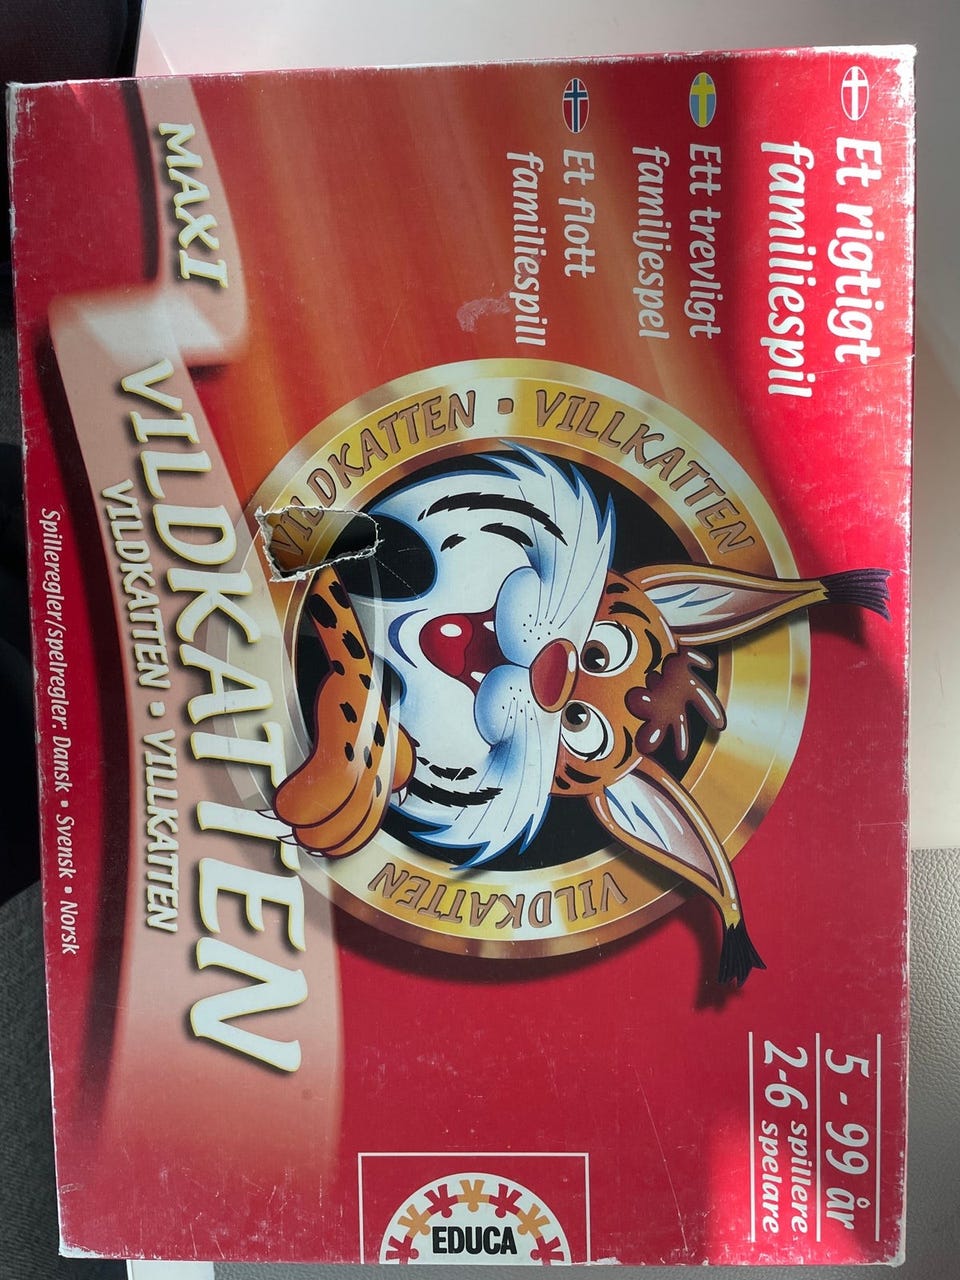 Et rigtigt
familiespil
Ett trevligt
familjespel
Et flott
familiespill
5 - 99 år
2-6 spillere
2-6 spelare
VILDKATTEN • VILLKATTEN
VILDKATTEN
MAXI
VILDKATTEN
VILDKATTEN • VILLKATTEN
Spilleregler/spelregler: Dansk • Svensk • Norsk
EDUCA